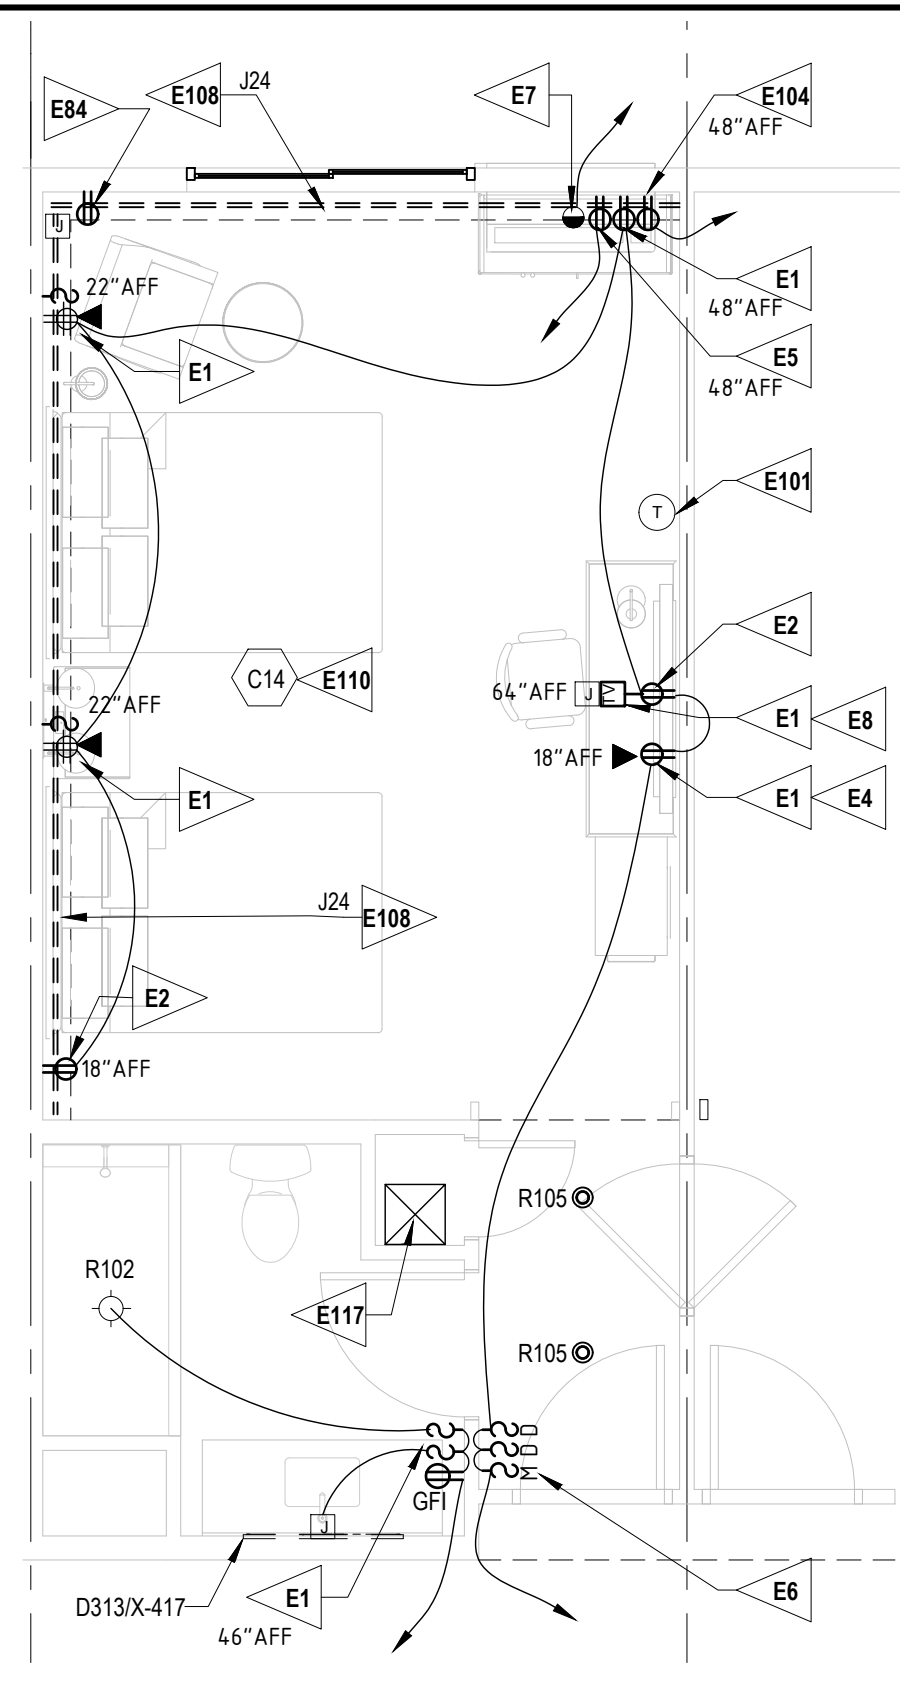 J24
E84
E108
E7
E104
48"AFF
J
22"AFF
E1
48"AFF
E5
E1
48"AFF
E101
T
E2
C14
E110
64"AFF
J
TV
22"AFF
E1
E8
18"AFF
E1
E4
E1
J24
E108
E2
18"AFF
R105
R102
E117
R105
D
D
M
GFI
J
E1
E6
D313/X-417
46"AFF